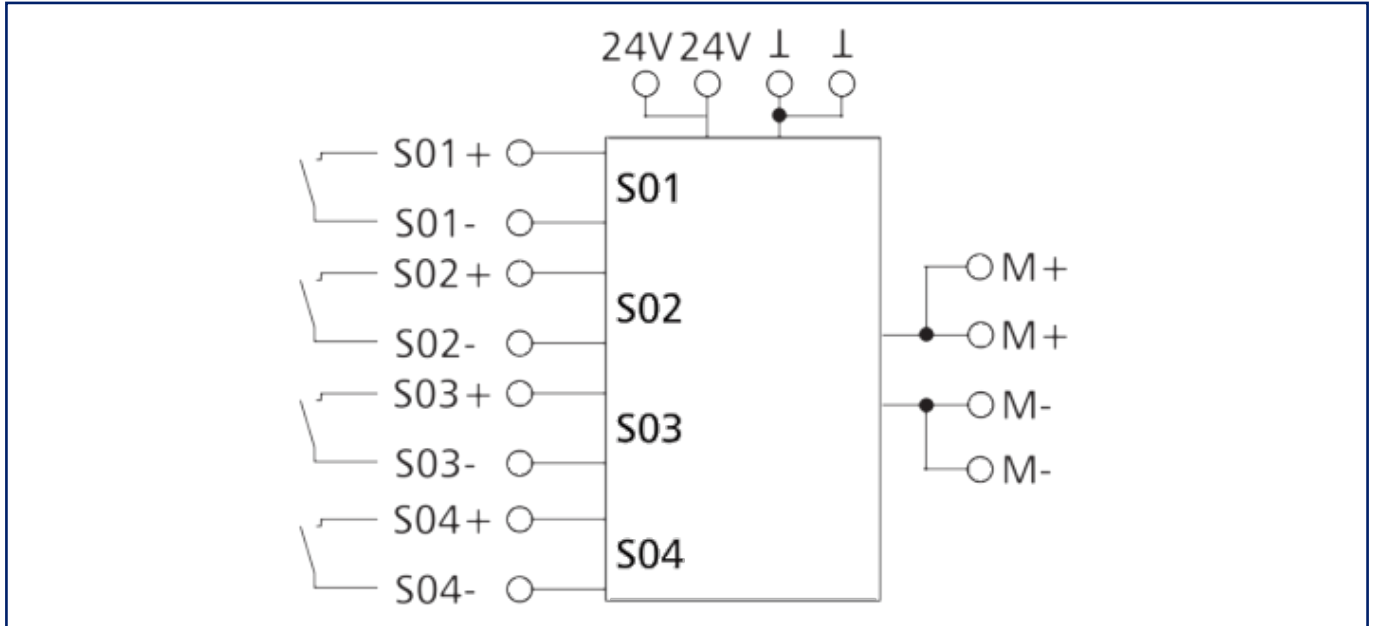 24V 24V ⊥ ⊥
S01+
S01
S01-
S02+
S02
S02-
S03+
S03
S03-
S04+
S04
S04-
M+
M+
M-
M-